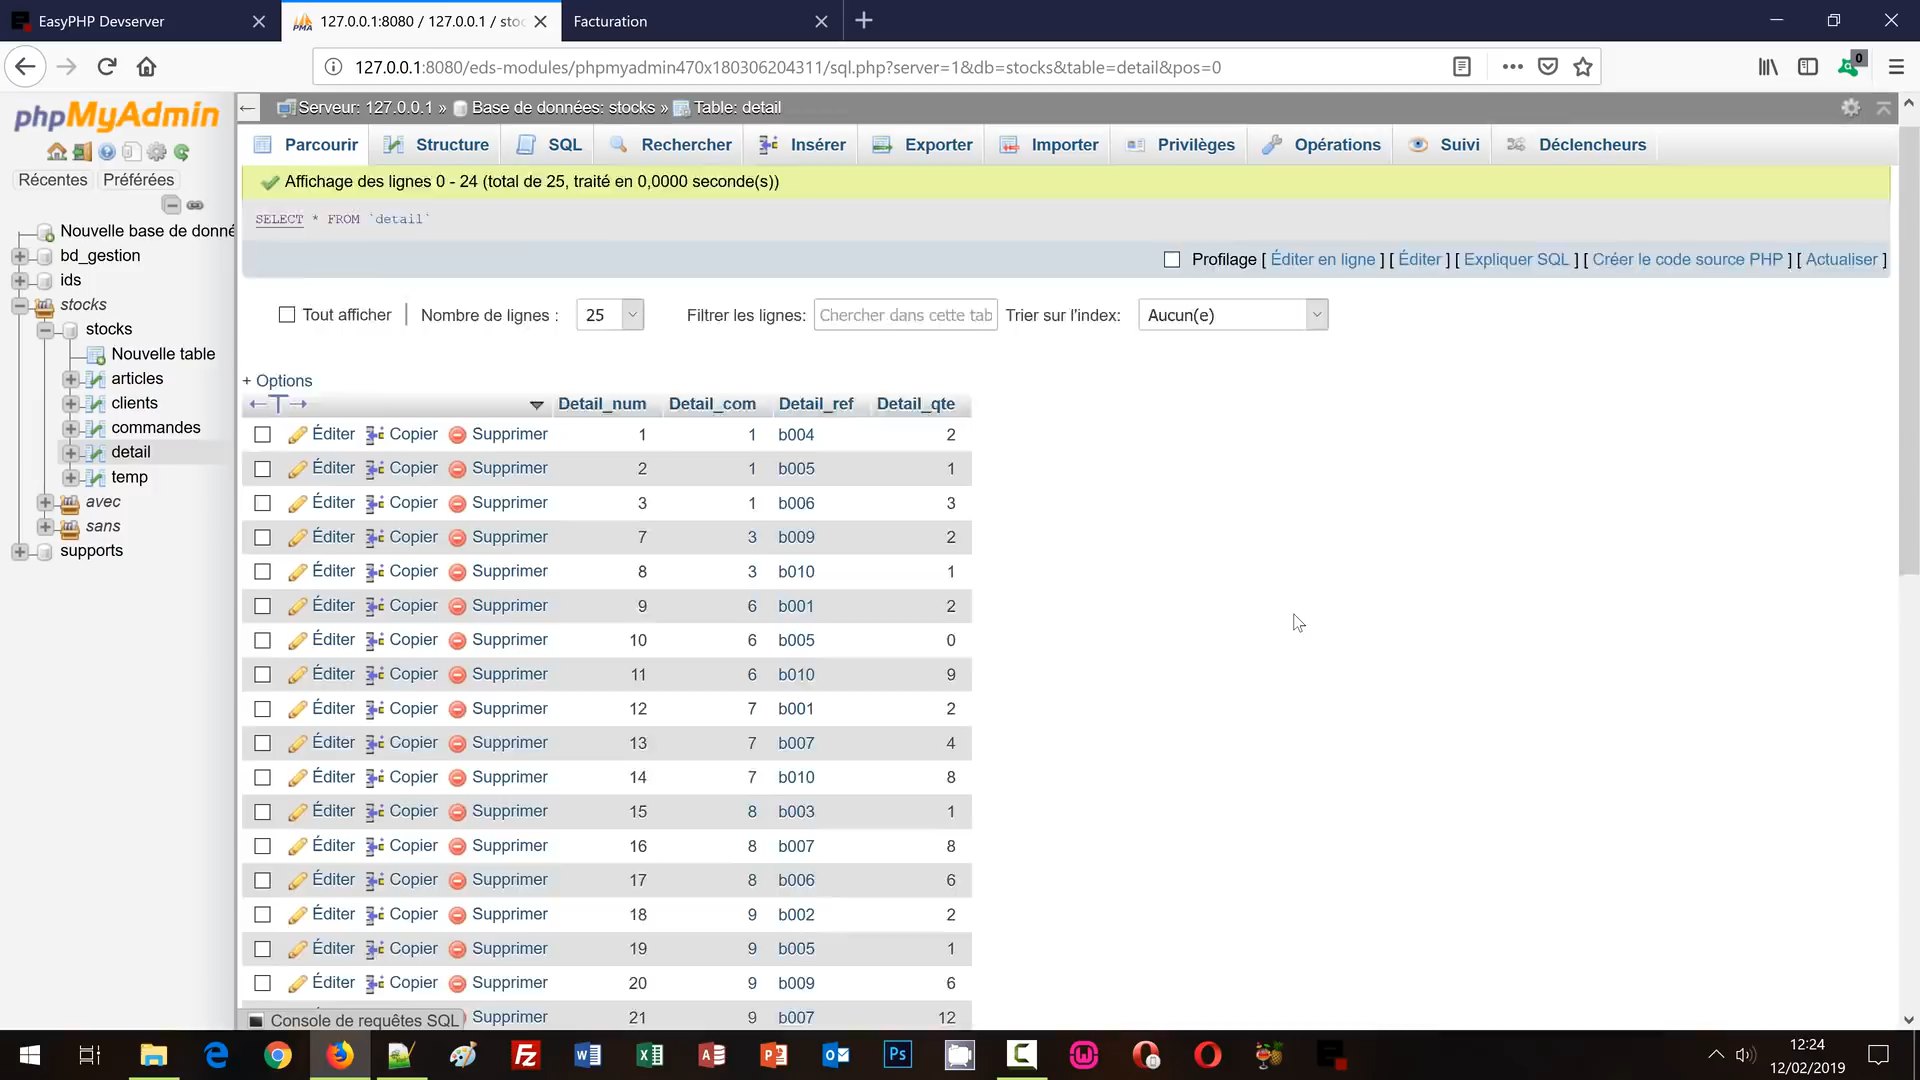 EasyPHP Devserver
127.0.0.1:8080 / 127.0.0.1 / stoc
Facturation
127.0.0.1:8080/eds-modules/phpmyadmin470x180306204311/sql.php?server=1&db=stocks&table=detail&pos=0
0
phpMyAdmin
Récentes Préférées
Nouvelle base de donné
bd_gestion
ids
stocks
stocks
Nouvelle table
articles
clients
commandes
detail
temp
avec
sans
supports
Serveur: 127.0.0.1 » Base de données: stocks » Table: detail
Parcourir Structure SQL Rechercher Insérer Exporter Importer Privilèges Opérations Suivi Déclencheurs
Affichage des lignes 0 - 24 (total de 25, traité en 0,0000 seconde(s))
SELECT * FROM `detail`
Profilage [ Éditer en ligne ] [ Éditer ] [ Expliquer SQL ] [ Créer le code source PHP ] [ Actualiser ]
Tout afficher | Nombre de lignes : 25 Filtrer les lignes: Chercher dans cette tab Trier sur l'index: Aucun(e)
+ Options
←T→ Detail_num Detail_com Detail_ref Detail_qte
Éditer Copier Supprimer 1 1 b004 2
Éditer Copier Supprimer 2 1 b005 1
Éditer Copier Supprimer 3 1 b006 3
Éditer Copier Supprimer 7 3 b009 2
Éditer Copier Supprimer 8 3 b010 1
Éditer Copier Supprimer 9 6 b001 2
Éditer Copier Supprimer 10 6 b005 0
Éditer Copier Supprimer 11 6 b010 9
Éditer Copier Supprimer 12 7 b001 2
Éditer Copier Supprimer 13 7 b007 4
Éditer Copier Supprimer 14 7 b010 8
Éditer Copier Supprimer 15 8 b003 1
Éditer Copier Supprimer 16 8 b007 8
Éditer Copier Supprimer 17 8 b006 6
Éditer Copier Supprimer 18 9 b002 2
Éditer Copier Supprimer 19 9 b005 1
Éditer Copier Supprimer 20 9 b009 6
Supprimer 21 9 b007 12
Console de requêtes SQL
12:24
12/02/2019